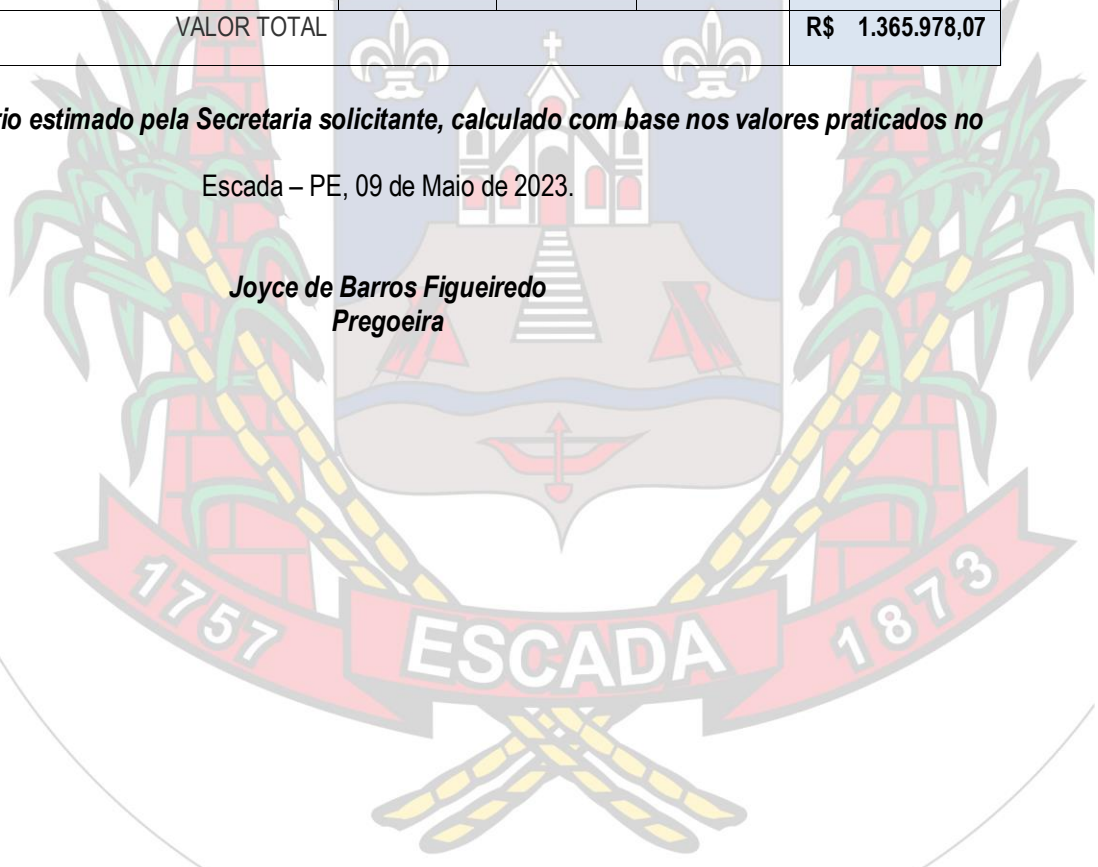 VALOR TOTAL R$ 1.365.978,07
rio estimado pela Secretaria solicitante, calculado com base nos valores praticados no
Escada – PE, 09 de Maio de 2023.
Joyce de Barros Figueiredo
Pregoeira
1757 ESCADA 1873